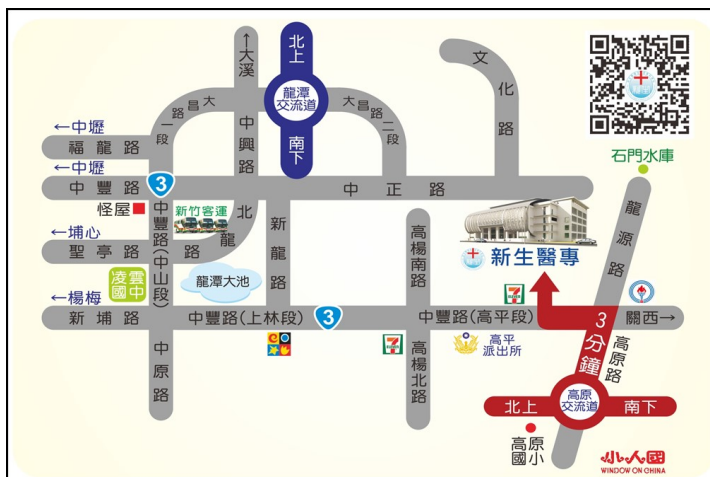 ←大溪
北上
龍潭
交流道
南下
大昌路一段
大昌路二段
中興路
文化路
←中壢
福龍路
←中壢
中豐路
3
中正路
石門水庫
怪屋
新竹客運
北龍路
新龍路
中豐路(中山段)
←埔心
聖亭路
龍潭大池
高楊南路
新生醫專
龍源路
凌雲
國中
←楊梅
新埔路
中豐路(上林段)
3
中豐路(高平段)
7
ELEVEN
關西→
3分鐘
高原路
中原路
7
ELEVEN
高平
派出所
高楊北路
北上
高原
交流道
南下
高原
國小
小人國
WINDOW ON CHINA